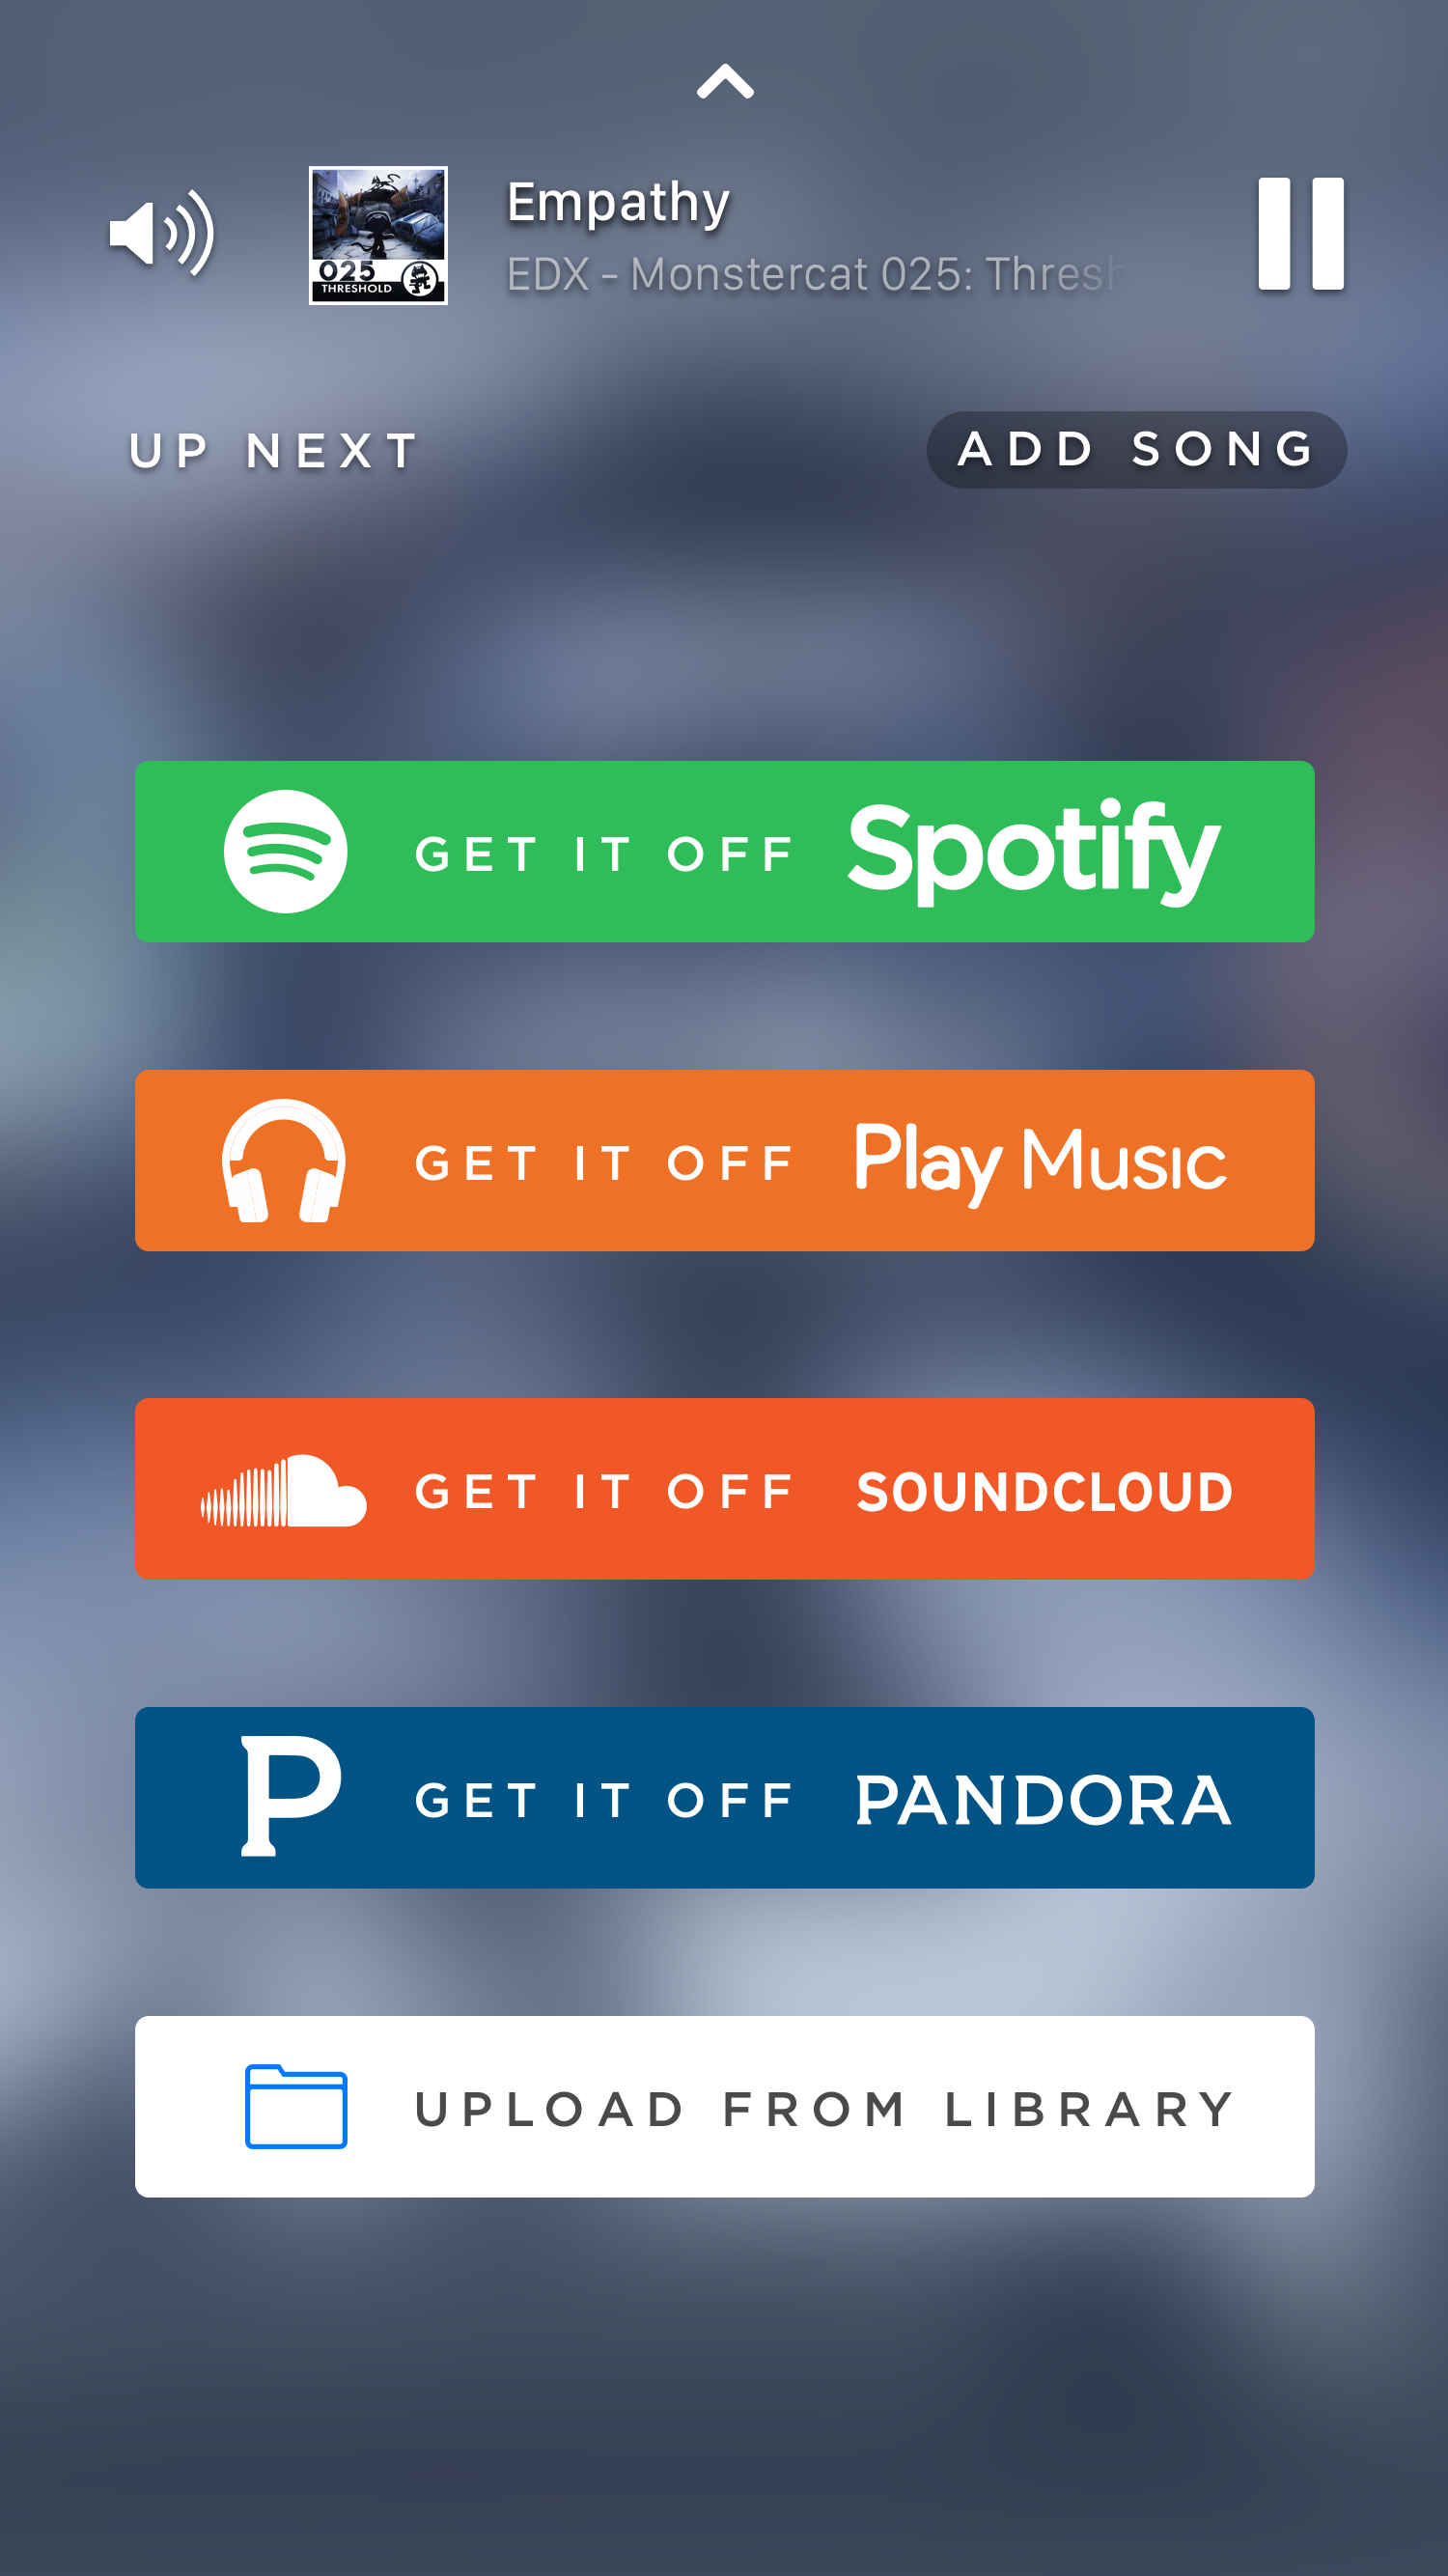 Empathy
EDX - Monstercat 025: Thresh
025
THRESHOLD
UP NEXT
ADD SONG
GET IT OFF Spotify
GET IT OFF Play Music
GET IT OFF SOUNDCLOUD
P GET IT OFF PANDORA
UPLOAD FROM LIBRARY